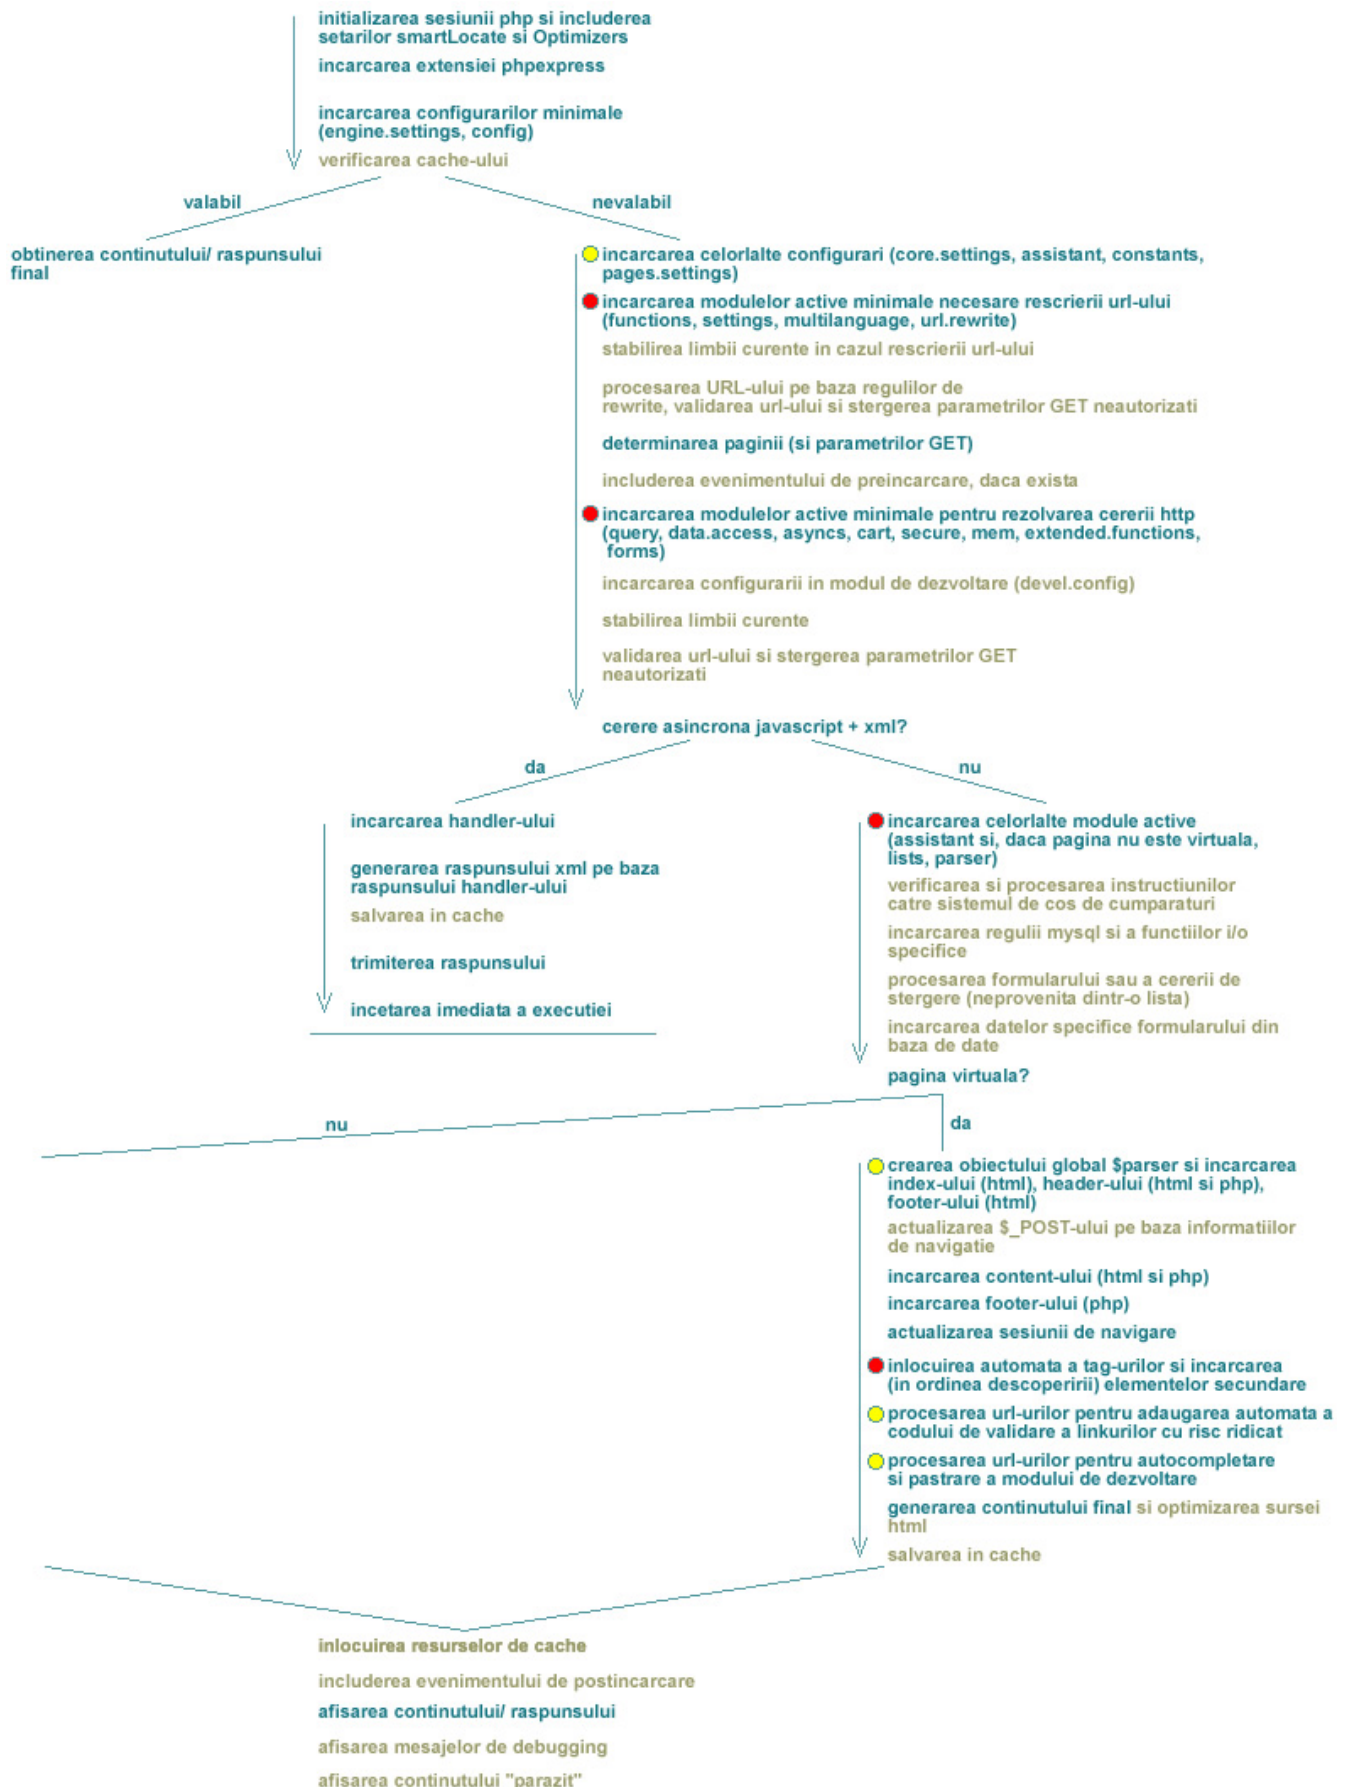 initializarea sesiunii php si includerea
setarilor smartLocate si Optimizers
incarcarea extensiei phpexpress
incarcarea configurarilor minimale
(engine.settings, config)
verificarea cache-ului
valabil
nevalabil
obtinerea continutului/ raspunsului
final
incarcarea celorlalte configurari (core.settings, assistant, constants,
pages.settings)
incarcarea modulelor active minimale necesare rescrierii url-ului
(functions, settings, multilanguage, url.rewrite)
stabilirea limbii curente in cazul rescrierii url-ului
procesarea URL-ului pe baza regulilor de
rewrite, validarea url-ului si stergerea parametrilor GET neautorizati
determinarea paginii (si parametrilor GET)
includerea evenimentului de preincarcare, daca exista
incarcarea modulelor active minimale pentru rezolvarea cererii http
(query, data.access, asyncs, cart, secure, mem, extended.functions,
forms)
incarcarea configurarii in modul de dezvoltare (devel.config)
stabilirea limbii curente
validarea url-ului si stergerea parametrilor GET
neautorizati
cerere asincrona javascript + xml?
da
nu
incarcarea handler-ului
generarea raspunsului xml pe baza
raspunsului handler-ului
salvarea in cache
trimiterea raspunsului
incetarea imediata a executiei
incarcarea celorlalte module active
(assistant si, daca pagina nu este virtuala,
lists, parser)
verificarea si procesarea instructiunilor
catre sistemul de cos de cumparaturi
incarcarea regulii mysql si a functiilor i/o
specifice
procesarea formularului sau a cererii de
stergere (neprovenita dintr-o lista)
incarcarea datelor specifice formularului din
baza de date
pagina virtuala?
nu
da
crearea obiectului global $parser si incarcarea
index-ului (html), header-ului (html si php),
footer-ului (html)
actualizarea $_POST-ului pe baza informatiilor
de navigatie
incarcarea content-ului (html si php)
incarcarea footer-ului (php)
actualizarea sesiunii de navigare
inlocuirea automata a tag-urilor si incarcarea
(in ordinea descoperirii) elementelor secundare
procesarea url-urilor pentru adaugarea automata a
codului de validare a linkurilor cu risc ridicat
procesarea url-urilor pentru autocompletare
si pastrare a modului de dezvoltare
generarea continutului final si optimizarea sursei
html
salvarea in cache
inlocuirea resurselor de cache
includerea evenimentului de postincarcare
afisarea continutului/ raspunsului
afisarea mesajelor de debugging
afisarea continutului "parazit"